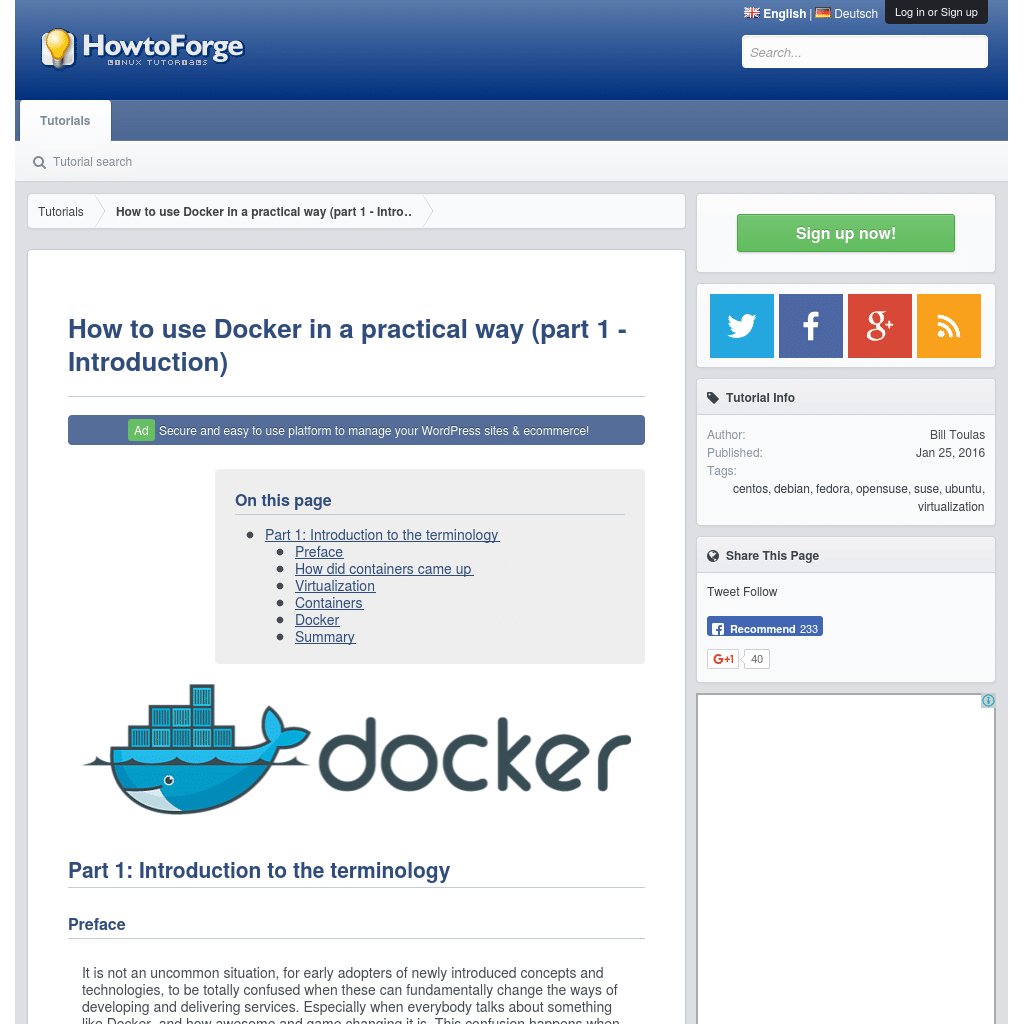 English | Deutsch
Log in or Sign up
HowtoForge
LINUX TUTORIALS
Search...
Tutorials
Tutorial search
Tutorials
How to use Docker in a practical way (part 1 - Intro..
Sign up now!
How to use Docker in a practical way (part 1 -
Introduction)
Ad Secure and easy to use platform to manage your WordPress sites & ecommerce!
On this page
Part 1: Introduction to the terminology
Preface
How did containers came up
Virtualization
Containers
Docker
Summary
docker
Part 1: Introduction to the terminology
Preface
It is not an uncommon situation, for early adopters of newly introduced concepts and
technologies, to be totally confused when these can fundamentally change the ways of
developing and delivering services. Especially when everybody talks about something
like Docker, and how awesome and game changing it is. This confusion happens when
g+
Tutorial Info
Author: Bill Toulas
Published: Jan 25, 2016
Tags:
centos, debian, fedora, opensuse, suse, ubuntu,
virtualization
Share This Page
Tweet Follow
Recommend 233
G+1 40